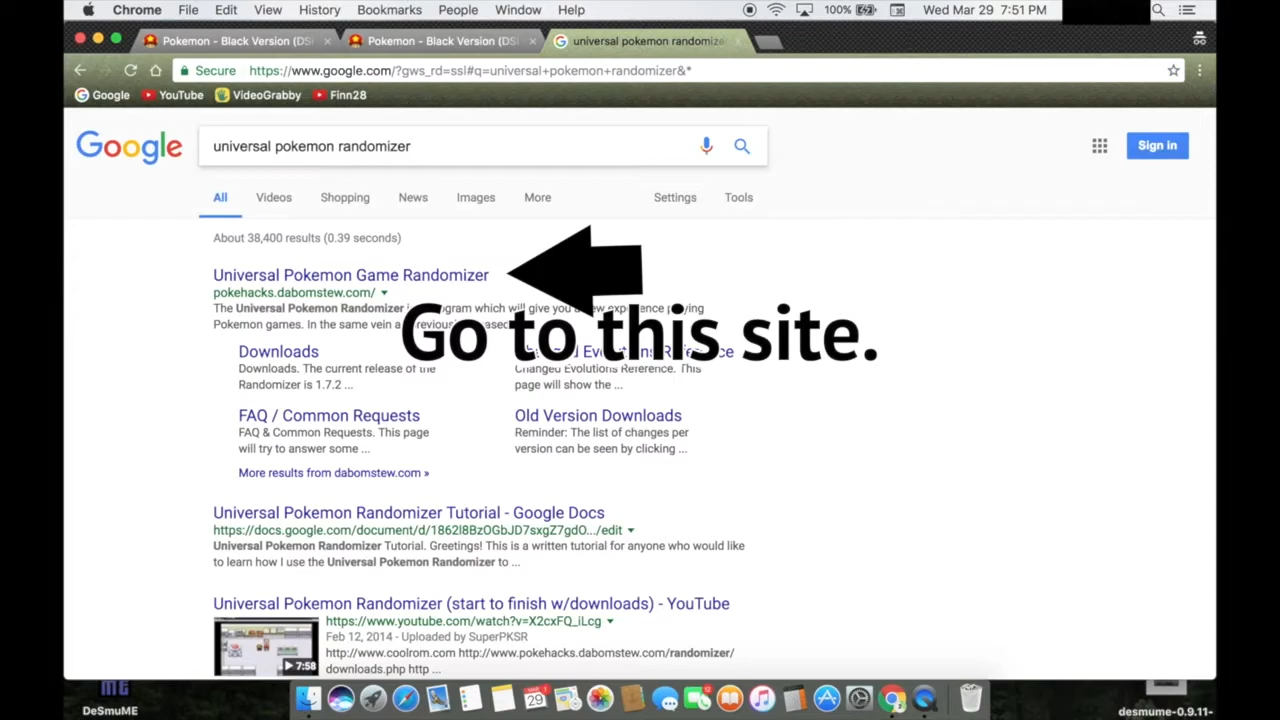 Chrome File Edit View History Bookmarks People Window Help 100% Wed Mar 29 7:51 PM
Pokemon - Black Version (DSi Pokemon - Black Version (DSi universal pokemon randomize
Secure https://www.google.com/?gws_rd=ssl#q=universal+pokemon+randomizer&*
Google YouTube VideoGrabby Finn28
Google universal pokemon randomizer Sign in
All Videos Shopping News Images More Settings Tools
About 38,400 results (0.39 seconds)
Universal Pokemon Game Randomizer
pokehacks.dabomstew.com/
The Universal Pokemon Randomizer is program which will give you new experience playing
Pokemon games. In the same vein a
Go to this site.
Downloads
Downloads. The current release of the
Randomizer is 1.7.2 ...
Changed Evolutions Reference. This
page will show the ...
FAQ / Common Requests
FAQ & Common Requests. This page
will try to answer some ...
Old Version Downloads
Reminder: The list of changes per
version can be seen by clicking ...
More results from dabomstew.com »
Universal Pokemon Randomizer Tutorial - Google Docs
https://docs.google.com/document/d/1862l8BzOGbJD7sxgZ7gdO.../edit
Universal Pokemon Randomizer Tutorial. Greetings! This is a written tutorial for anyone who would like
to learn how I use the Universal Pokemon Randomizer to ...
Universal Pokemon Randomizer (start to finish w/downloads) - YouTube
https://www.youtube.com/watch?v=X2cxFQ_iLcg
Feb 12, 2014 - Uploaded by SuperPKSR
http://www.coolrom.com http://www.pokehacks.dabomstew.com/randomizer/
downloads.php http ...
7:58
29
DeSmuME
desmume-0.9.11-